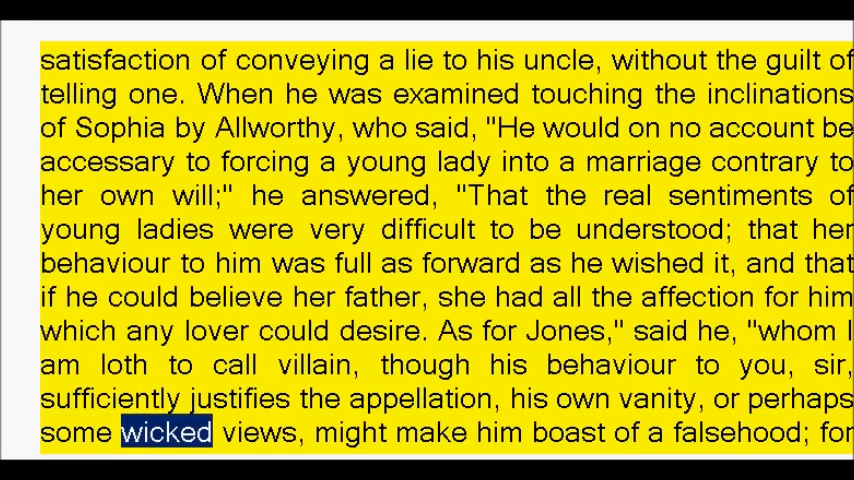 satisfaction of conveying a lie to his uncle, without the guilt of
telling one. When he was examined touching the inclinations
of Sophia by Allworthy, who said, "He would on no account be
accessary to forcing a young lady into a marriage contrary to
her own will;" he answered, "That the real sentiments of
young ladies were very difficult to be understood; that her
behaviour to him was full as forward as he wished it, and that
if he could believe her father, she had all the affection for him
which any lover could desire. As for Jones," said he, "whom I
am loth to call villain, though his behaviour to you, sir,
sufficiently justifies the appellation, his own vanity, or perhaps
some wicked views, might make him boast of a falsehood; for